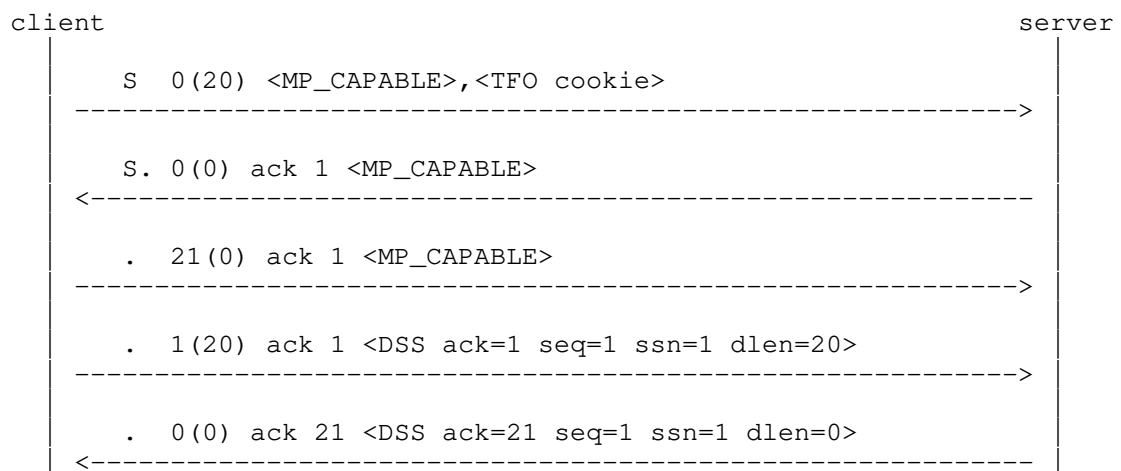 client server
S 0(20) <MP_CAPABLE>,<TFO cookie>
S. 0(0) ack 1 <MP_CAPABLE>
. 21(0) ack 1 <MP_CAPABLE>
. 1(20) ack 1 <DSS ack=1 seq=1 ssn=1 dlen=20>
. 0(0) ack 21 <DSS ack=21 seq=1 ssn=1 dlen=0>